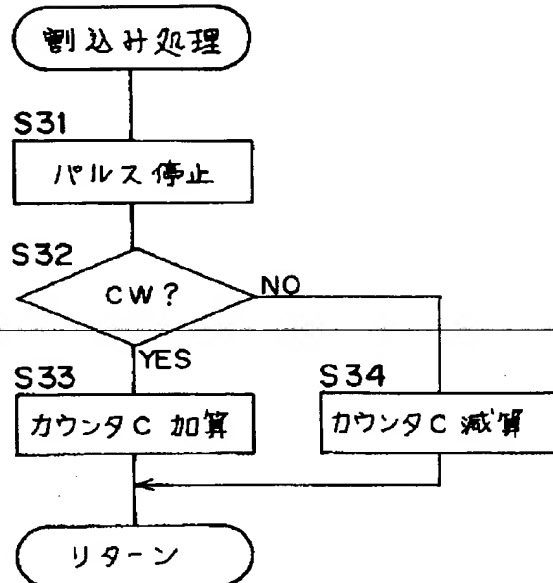 割込み処理
S31
パルス停止
S32
CW?
NO
YES
S33
カウンタC 加算
S34
カウンタC 減算
リターン